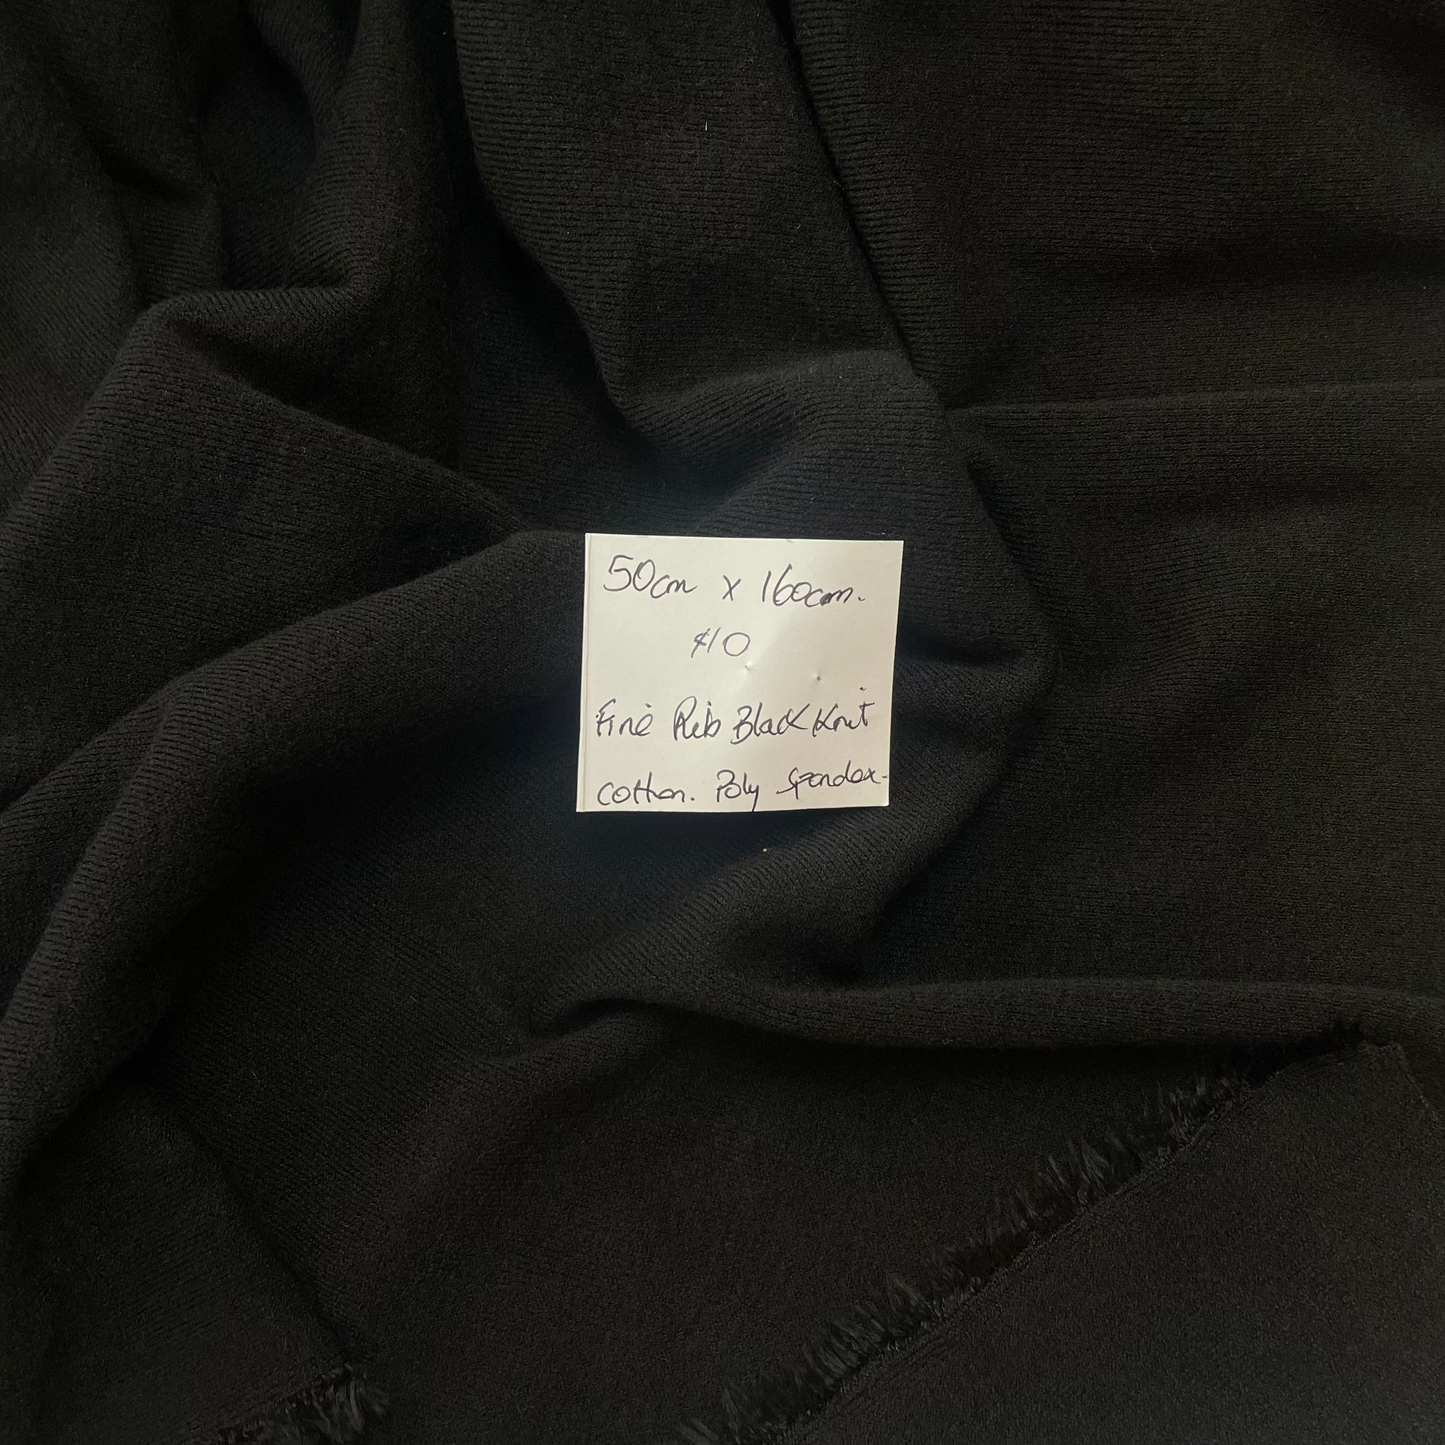 50cm x 160cm.
$10
Fine Rib Black Knit
Cotton. Poly Spandex.